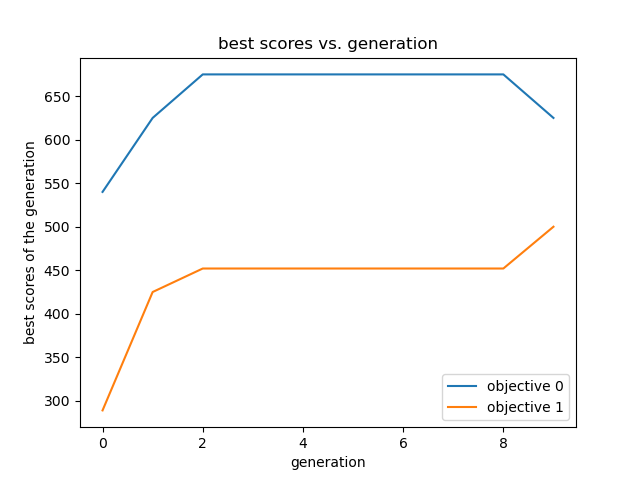 best scores vs. generation
best scores of the generation
650
600
550
500
450
400
350
300
0
2
4
6
8
generation
objective 0
objective 1